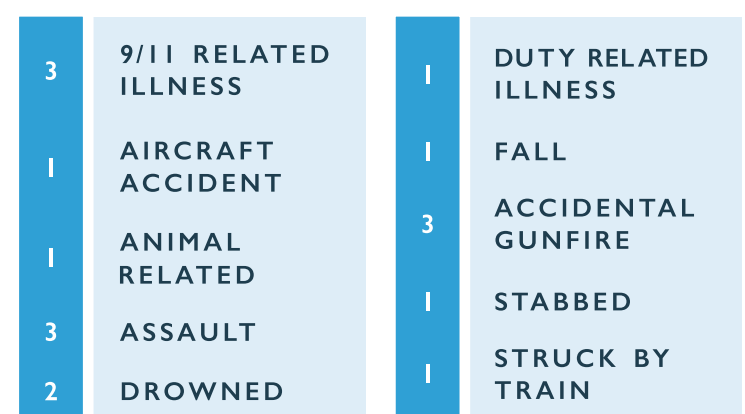 3 9/11 RELATED
ILLNESS
1 AIRCRAFT
ACCIDENT
1 ANIMAL
RELATED
3 ASSAULT
2 DROWNED
1 DUTY RELATED
ILLNESS
1 FALL
3 ACCIDENTAL
GUNFIRE
1 STABBED
1 STRUCK BY
TRAIN